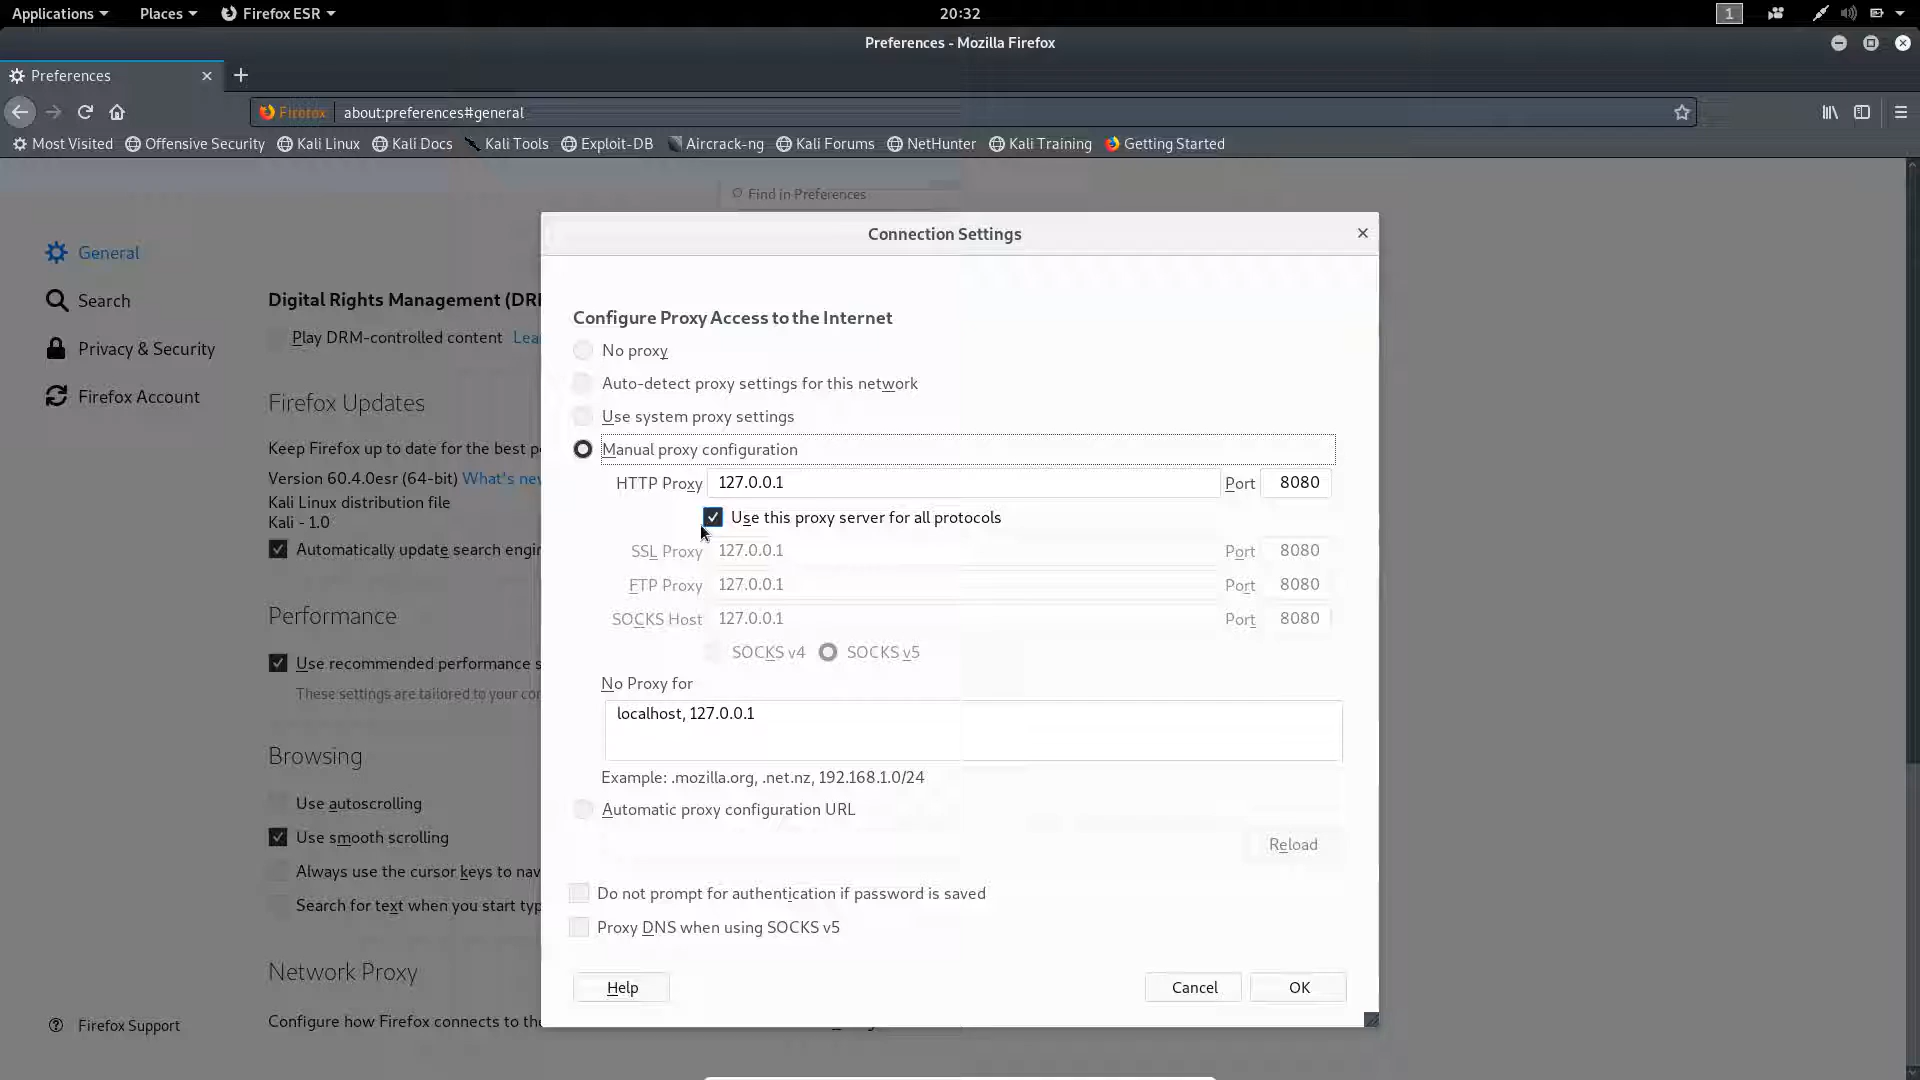 Applications
Places
Firefox ESR
20:32
1
Preferences - Mozilla Firefox
Preferences
Firefox
about:preferences#general
Most Visited
Offensive Security
Kali Linux
Kali Docs
Kali Tools
Exploit-DB
Aircrack-ng
Kali Forums
NetHunter
Kali Training
Getting Started
Find in Preferences
General
Search
Privacy & Security
Firefox Account
Firefox Support
Digital Rights Management (DR
Play DRM-controlled content Lea
Firefox Updates
Keep Firefox up to date for the best p
Version 60.4.0esr (64-bit) What's new
Kali Linux distribution file
Kali - 1.0
Automatically update search engi
Performance
Use recommended performance s
These settings are tailored to your co
Browsing
Use autoscrolling
Use smooth scrolling
Always use the cursor keys to nav
Search for text when you start typ
Network Proxy
Configure how Firefox connects to th
Connection Settings
Configure Proxy Access to the Internet
No proxy
Auto-detect proxy settings for this network
Use system proxy settings
Manual proxy configuration
HTTP Proxy 127.0.0.1 Port 8080
Use this proxy server for all protocols
SSL Proxy 127.0.0.1 Port 8080
FTP Proxy 127.0.0.1 Port 8080
SOCKS Host 127.0.0.1 Port 8080
SOCKS v4 SOCKS v5
No Proxy for
localhost, 127.0.0.1
Example: .mozilla.org, .net.nz, 192.168.1.0/24
Automatic proxy configuration URL
Reload
Do not prompt for authentication if password is saved
Proxy DNS when using SOCKS v5
Help
Cancel
OK